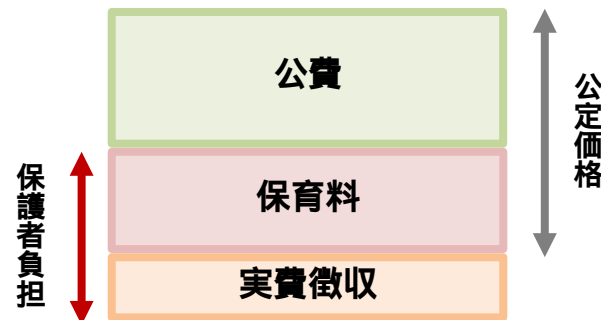 公費
保育料
実費徴収
保護者負担
公定価格